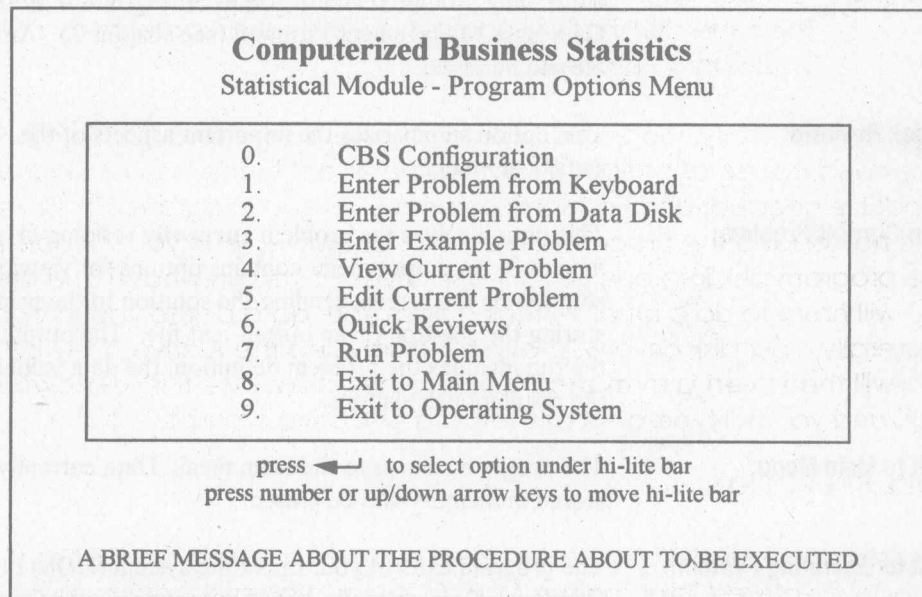 Computerized Business Statistics
Statistical Module - Program Options Menu
0. CBS Configuration
1. Enter Problem from Keyboard
2. Enter Problem from Data Disk
3. Enter Example Problem
4. View Current Problem
5. Edit Current Problem
6. Quick Reviews
7. Run Problem
8. Exit to Main Menu
9. Exit to Operating System
press ◄─┘ to select option under hi-lite bar
press number or up/down arrow keys to move hi-lite bar
A BRIEF MESSAGE ABOUT THE PROCEDURE ABOUT TO BE EXECUTED